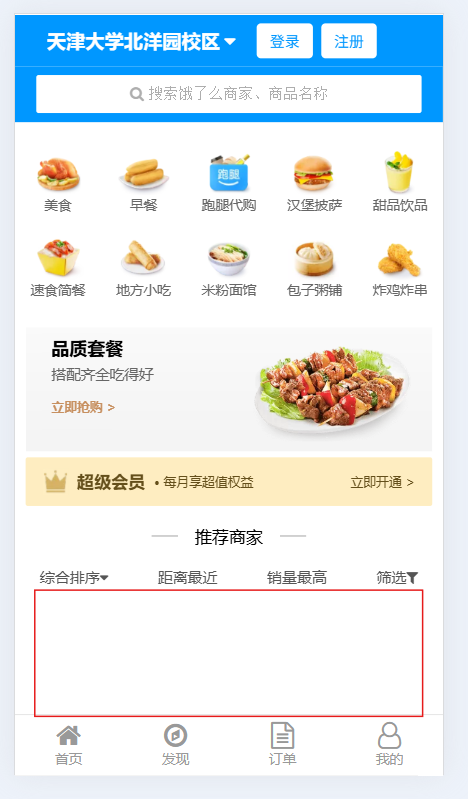 天津大学北洋园校区 登录 注册
搜索饿了么商家、商品名称
跑腿
美食 早餐 跑腿代购 汉堡披萨 甜品饮品
速食简餐 地方小吃 米粉面馆 包子粥铺 炸鸡炸串
品质套餐
搭配齐全吃得好
立即抢购 >
超级会员 • 每月享超值权益 立即开通 >
推荐商家
综合排序 距离最近 销量最高 筛选
首页 发现 订单 我的